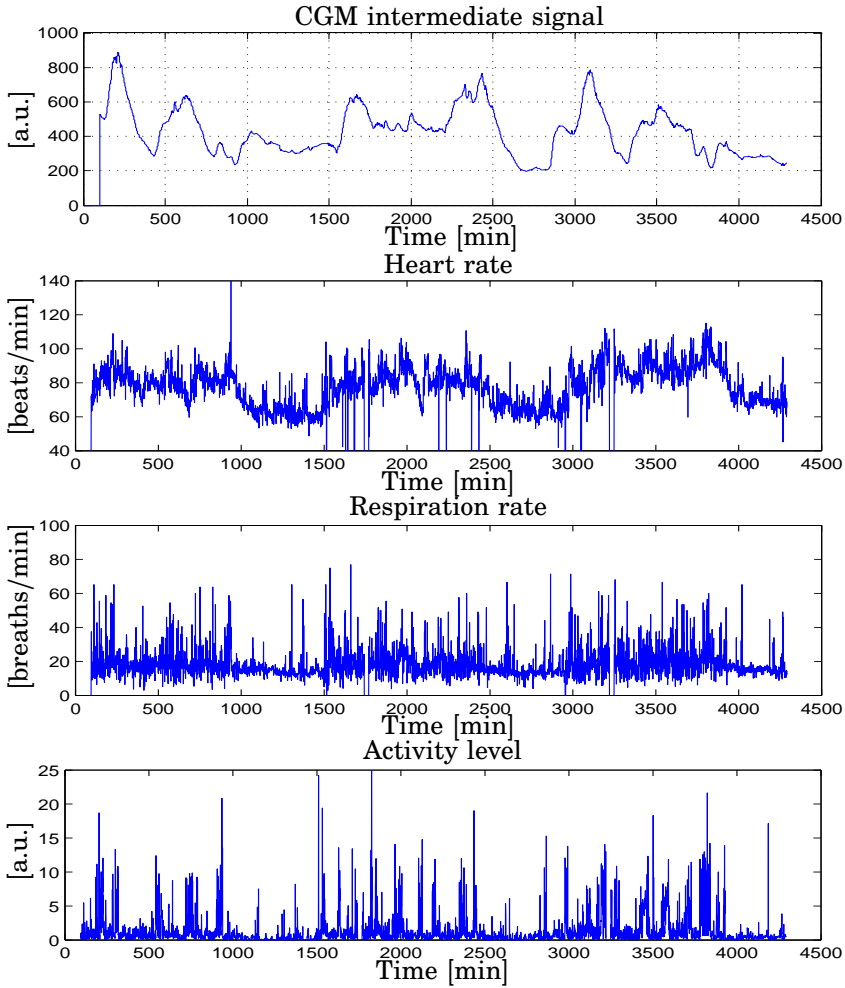 CGM intermediate signal
1000
800
600
400
200
0
[a.u.]
0 500 1000 1500 2000 2500 3000 3500 4000 4500
Time [min]
Heart rate
140
120
100
80
60
40
[beats/min]
0 500 1000 1500 2000 2500 3000 3500 4000 4500
Time [min]
Respiration rate
100
80
60
40
20
0
[breaths/min]
0 500 1000 1500 2000 2500 3000 3500 4000 4500
Time [min]
Activity level
25
20
15
10
5
0
[a.u.]
0 500 1000 1500 2000 2500 3000 3500 4000 4500
Time [min]